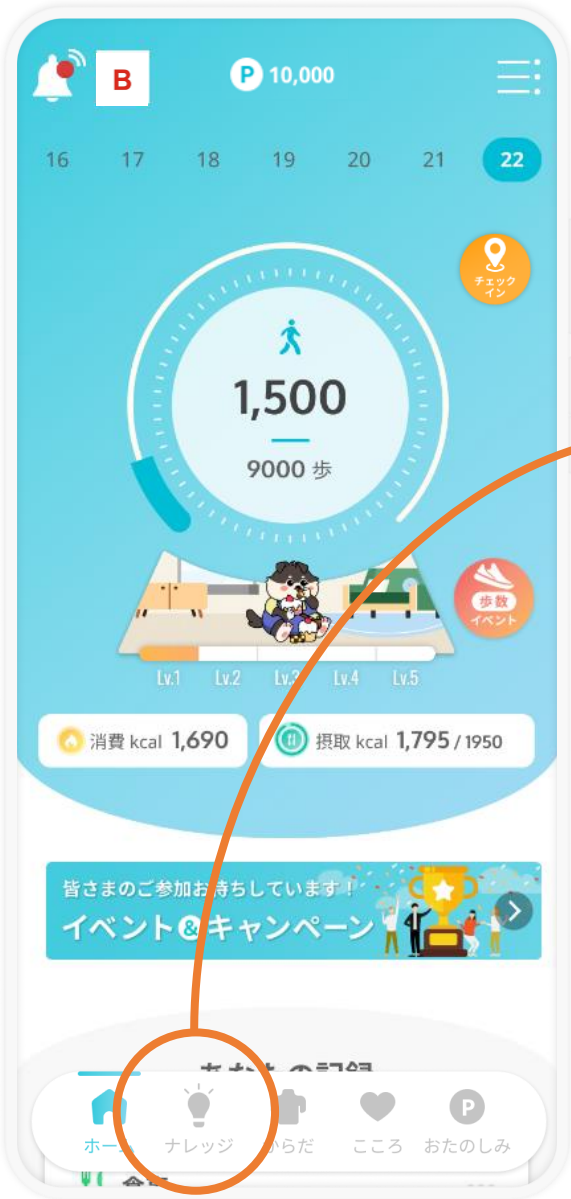 B
P 10,000
16 17 18 19 20 21 22
チェック
イン
1,500
9000 歩
歩数
イベント
Lv.1 Lv.2 Lv.3 Lv.4 Lv.5
消費 kcal 1,690
摂取 kcal 1,795 / 1950
皆さまのご参加お待ちしています!
イベント&キャンペーン
ホーム ナレッジ からだ こころ おたのしみ
P